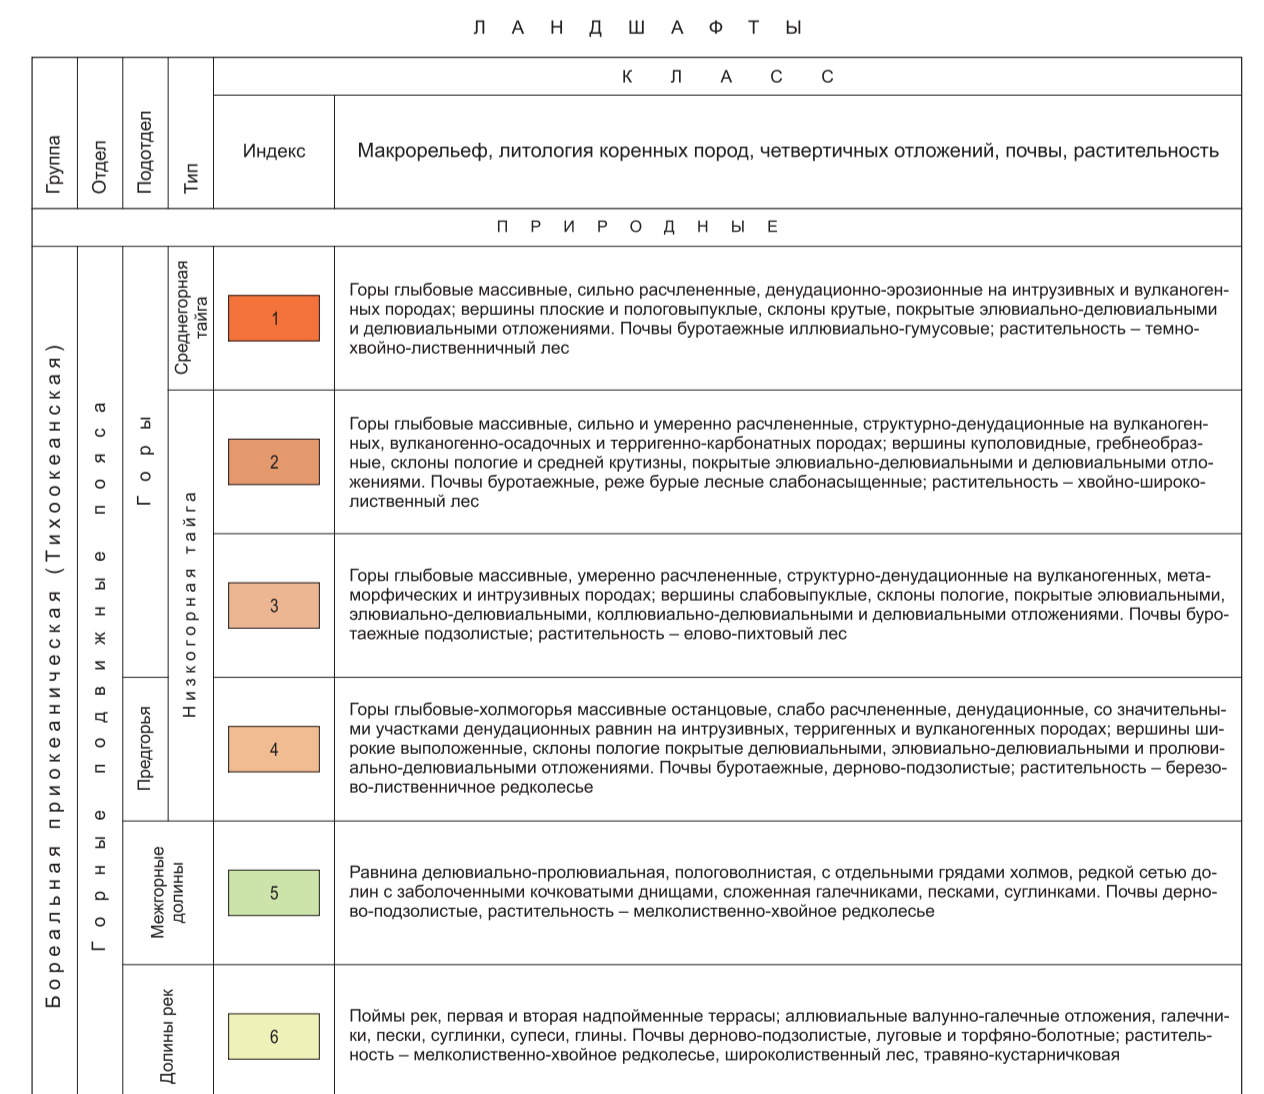 ЛАНДШАФТЫ
Группа
Отдел
Подотдел
Тип
КЛАСС
Индекс
Макрорельеф, литология коренных пород, четвертичных отложений, почвы, растительность
ПРИРОДНЫЕ
Бореальная приокеаническая (Тихоокеанская)
Горные подвижные пояса
Горы
Среднегорная
тайга
1
Горы глыбовые массивные, сильно расчлененные, денудационно-эрозионные на интрузивных и вулканоген-
ных породах; вершины плоские и пологовыпуклые, склоны крутые, покрытые элювиально-делювиальными
и делювиальными отложениями. Почвы буротаежные иллювиально-гумусовые; растительность – темно-
хвойно-лиственничный лес
Низкогорная тайга
2
Горы глыбовые массивные, сильно и умеренно расчлененные, структурно-денудационные на вулканоген-
ных, вулканогенно-осадочных и терригенно-карбонатных породах; вершины куполовидные, гребнеобраз-
ные, склоны пологие и средней крутизны, покрытые элювиально-делювиальными и делювиальными отло-
жениями. Почвы буротаежные, реже бурые лесные слабонасыщенные; растительность – хвойно-широко-
лиственный лес
3
Горы глыбовые массивные, умеренно расчлененные, структурно-денудационные на вулканогенных, мета-
морфических и интрузивных породах; вершины слабовыпуклые, склоны пологие, покрытые элювиальными,
элювиально-делювиальными, коллювиально-делювиальными и делювиальными отложениями. Почвы буро-
таежные подзолистые; растительность – елово-пихтовый лес
Предгорья
4
Горы глыбовые-холмогорья массивные останцовые, слабо расчлененные, денудационные, со значительны-
ми участками денудационных равнин на интрузивных, терригенных и вулканогенных породах; вершины ши-
рокие выположенные, склоны пологие покрытые делювиальными, элювиально-делювиальными и пролюви-
ально-делювиальными отложениями. Почвы буротаежные, дерново-подзолистые; растительность – березо-
во-лиственничное редколесье
Межгорные
долины
5
Равнина делювиально-пролювиальная, пологоволнистая, с отдельными грядами холмов, редкой сетью до-
лин с заболоченными кочковатыми днищами, сложенная галечниками, песками, суглинками. Почвы дерно-
во-подзолистые, растительность – мелколиственно-хвойное редколесье
Долины рек
6
Поймы рек, первая и вторая надпойменные террасы; аллювиальные валунно-галечные отложения, галечни-
ки, пески, суглинки, супеси, глины. Почвы дерново-подзолистые, луговые и торфяно-болотные; раститель-
ность – мелколиственно-хвойное редколесье, широколиственный лес, травяно-кустарничковая